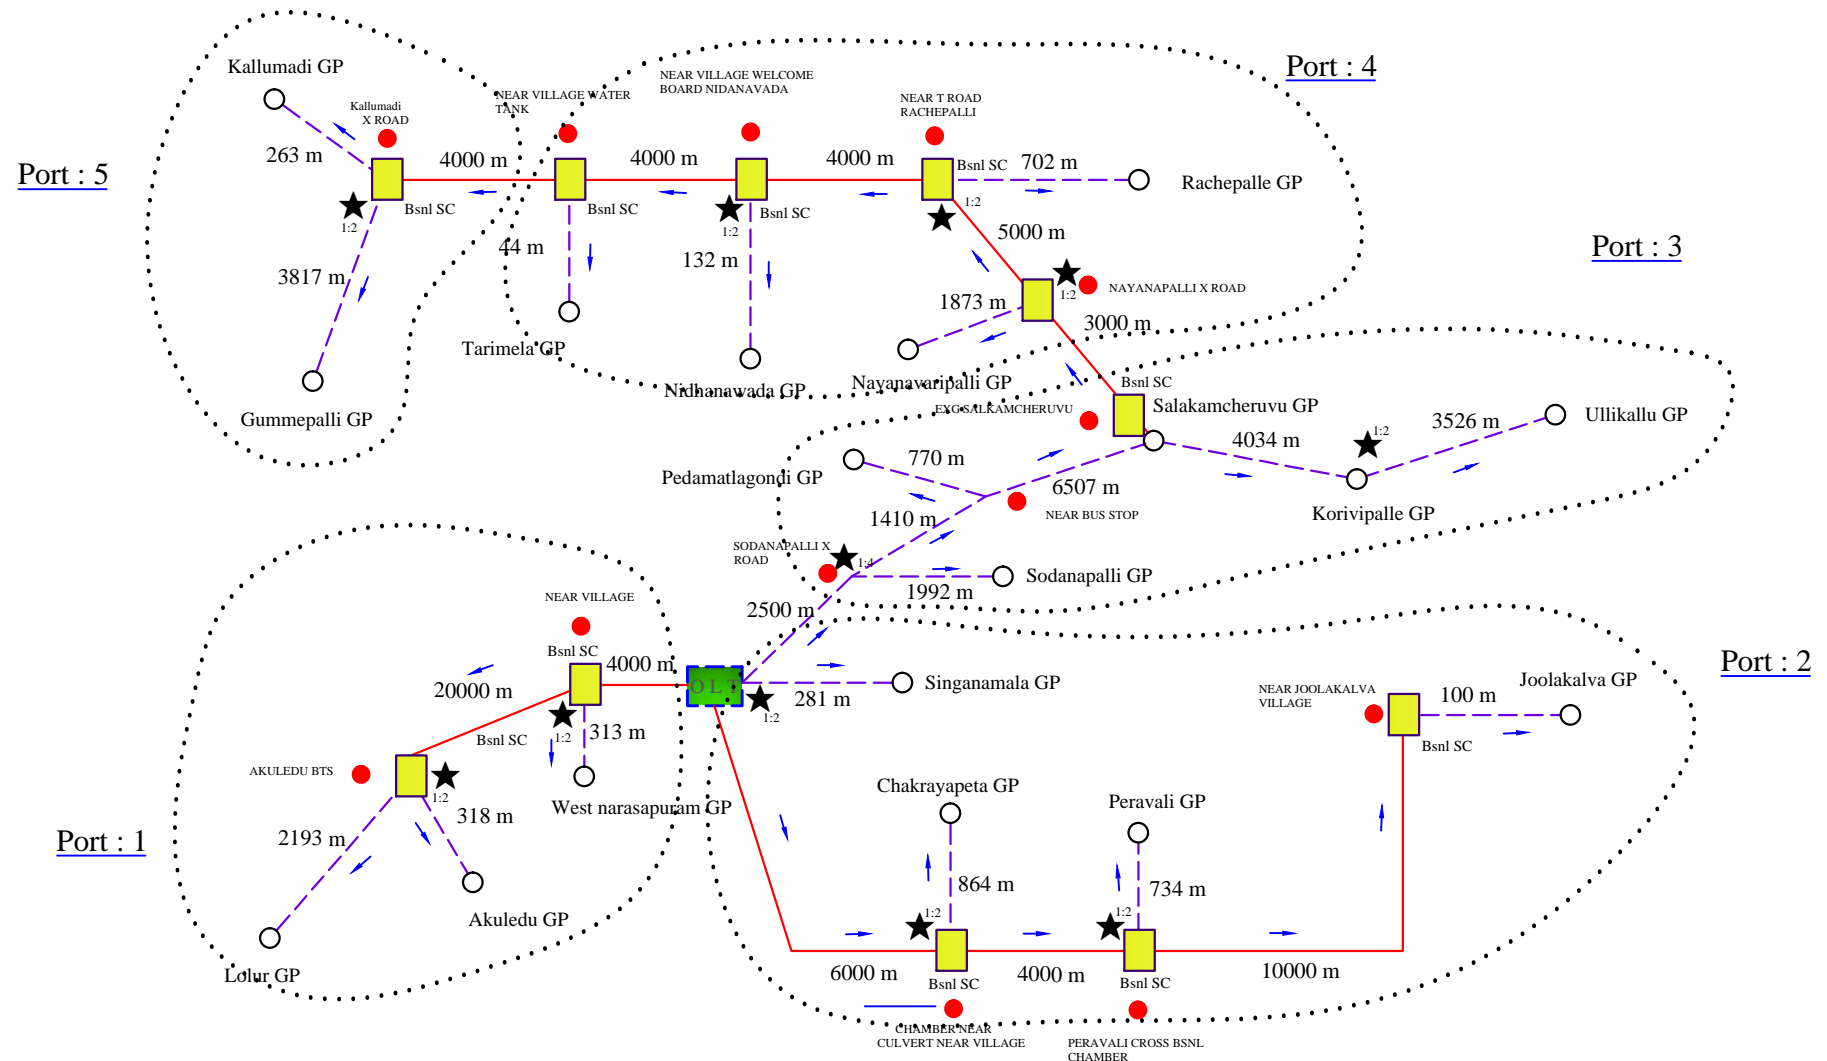 Port : 4
Kallumadi GP
NEAR VILLAGE WELCOME
BOARD NIDANAVADA
NEAR VILLAGE WATER
TANK
NEAR T ROAD
RACHEPALLI
Kallumadi
X ROAD
Port : 5
263 m
4000 m
4000 m
4000 m
Bsnl SC
702 m
Rachepalle GP
1:2
Bsnl SC
1:2
Bsnl SC
1:2
Bsnl SC
5000 m
Port : 3
44 m
132 m
3817 m
1:2
NAYANAPALLI X ROAD
1873 m
3000 m
Tarimela GP
Nidhanawada GP
Nayanavaripalli GP
Bsnl SC
Gummepalli GP
EXG SALKAMCHERUVU
Salakamcheruvu GP
Ullikallu GP
3526 m
1:2
4034 m
Pedamatlagondi GP
770 m
6507 m
NEAR BUS STOP
Korivipalle GP
1410 m
SODANAPALLI X
ROAD
1:4
Sodanapalli GP
1992 m
2500 m
NEAR VILLAGE
Bsnl SC
4000 m
20000 m
O L T
281 m
Singanamala GP
1:2
Port : 2
Joolakalva GP
NEAR JOOLAKALVA
VILLAGE
100 m
Bsnl SC
Bsnl SC
1:2
313 m
AKULEDU BTS
1:2
318 m
West narasapuram GP
Chakrayapeta GP
Peravali GP
Port : 1
2193 m
864 m
734 m
Akuledu GP
1:2
1:2
Lolur GP
6000 m
Bsnl SC
4000 m
Bsnl SC
10000 m
CHAMBER NEAR
CULVERT NEAR VILLAGE
PERAVALI CROSS BSNL
CHAMBER